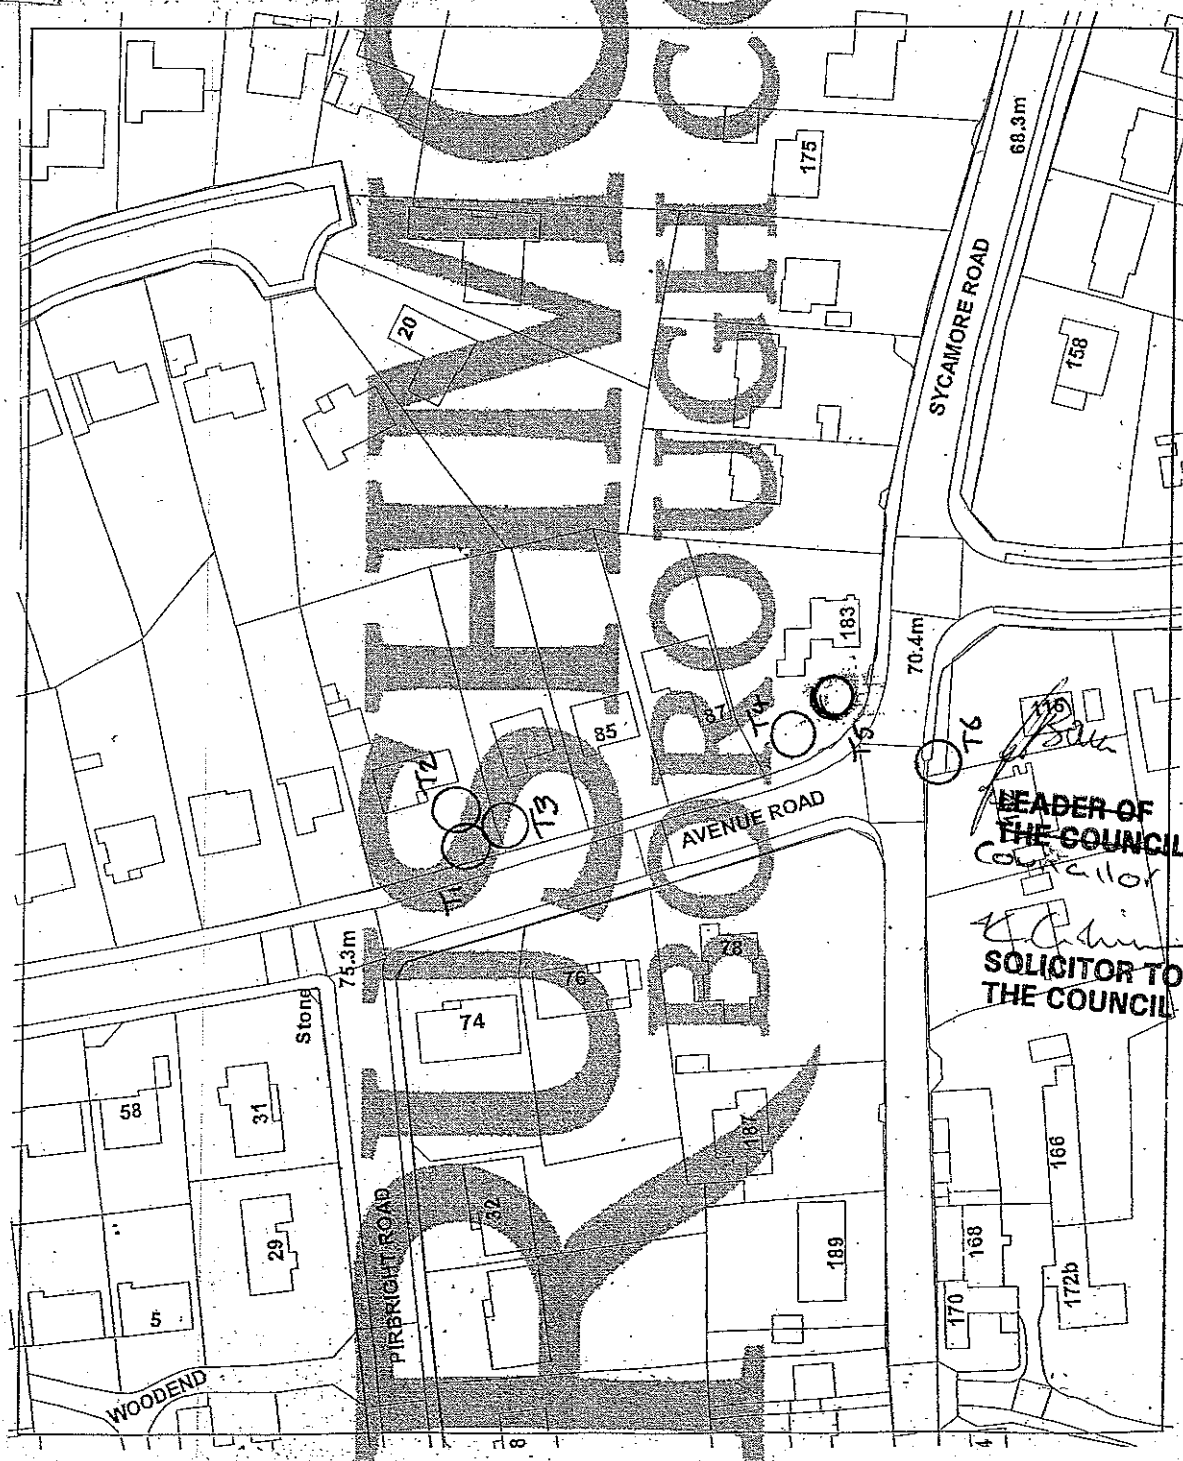 RUSHMO
BOROUGH CO
68.3m
175
SYCAMORE ROAD
20
158
183
70.4m
87
85
T2
T3
T1
T4
T5
T6
116
AVENUE ROAD
LEADER OF
THE COUNCIL
Councillor
SOLICITOR TO
THE COUNCIL
75.3m
Stone
74
76
78
58
31
187
166
PIRBRIGHT ROAD
32
29
189
168
170
172b
5
WOODEND
8
4